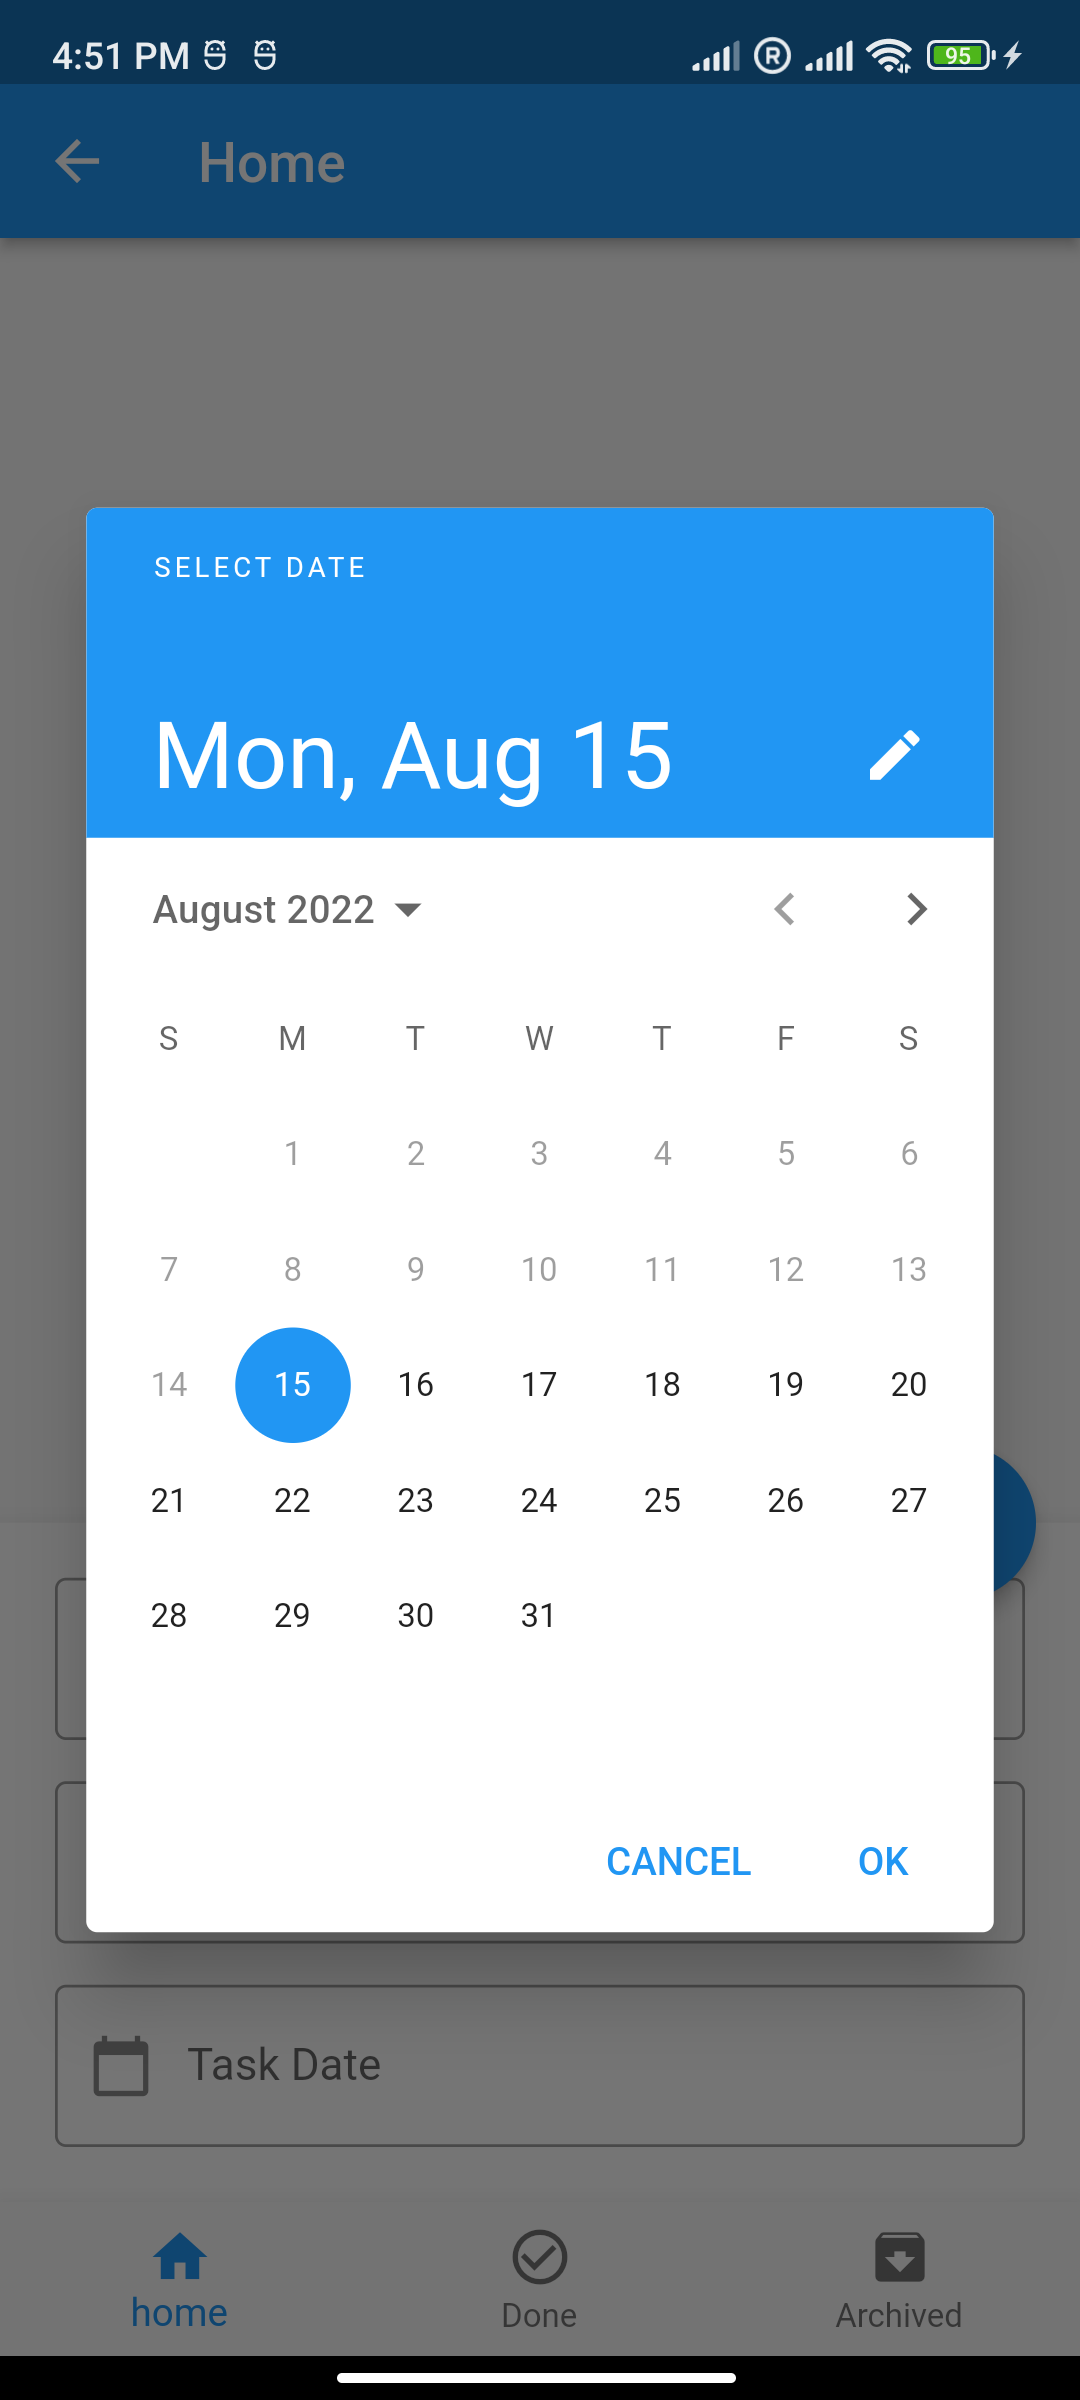 4:51 PM
R
95
Home
SELECT DATE
Mon, Aug 15
August 2022
S M T W T F S
1 2 3 4 5 6
7 8 9 10 11 12 13
14 15 16 17 18 19 20
21 22 23 24 25 26 27
28 29 30 31
CANCEL OK
Task Date
home Done Archived